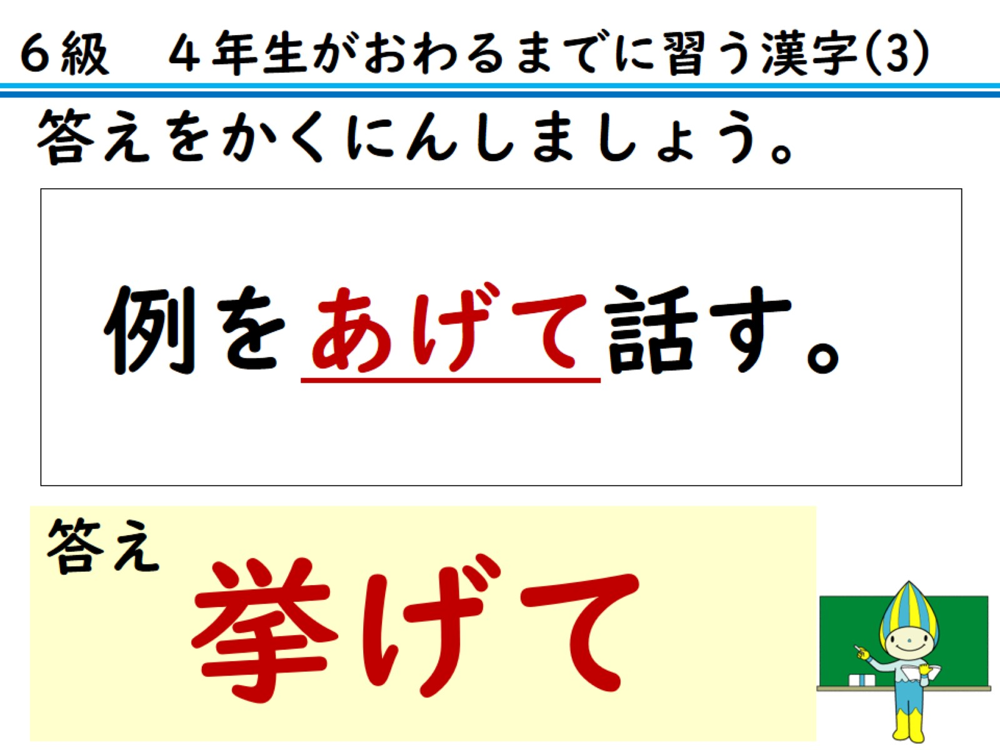 ６級　４年生がおわるまでに習う漢字(3)
答えをかくにんしましょう。
例をあげて話す。
答え
挙げて